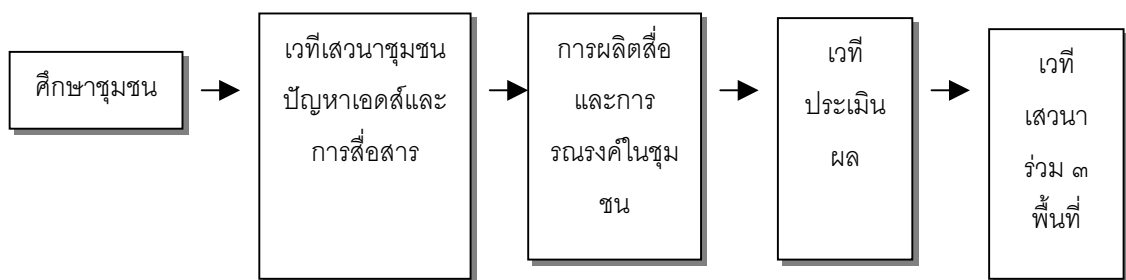 ศึกษาชุมชน
เวทีเสวนาชุมชน
ปัญหาเอดส์และ
การสื่อสาร
การผลิตสื่อ
และการ
รณรงค์ในชุม
ชน
เวที
ประเมิน
ผล
เวที
เสวนา
ร่วม ๓
พื้นที่